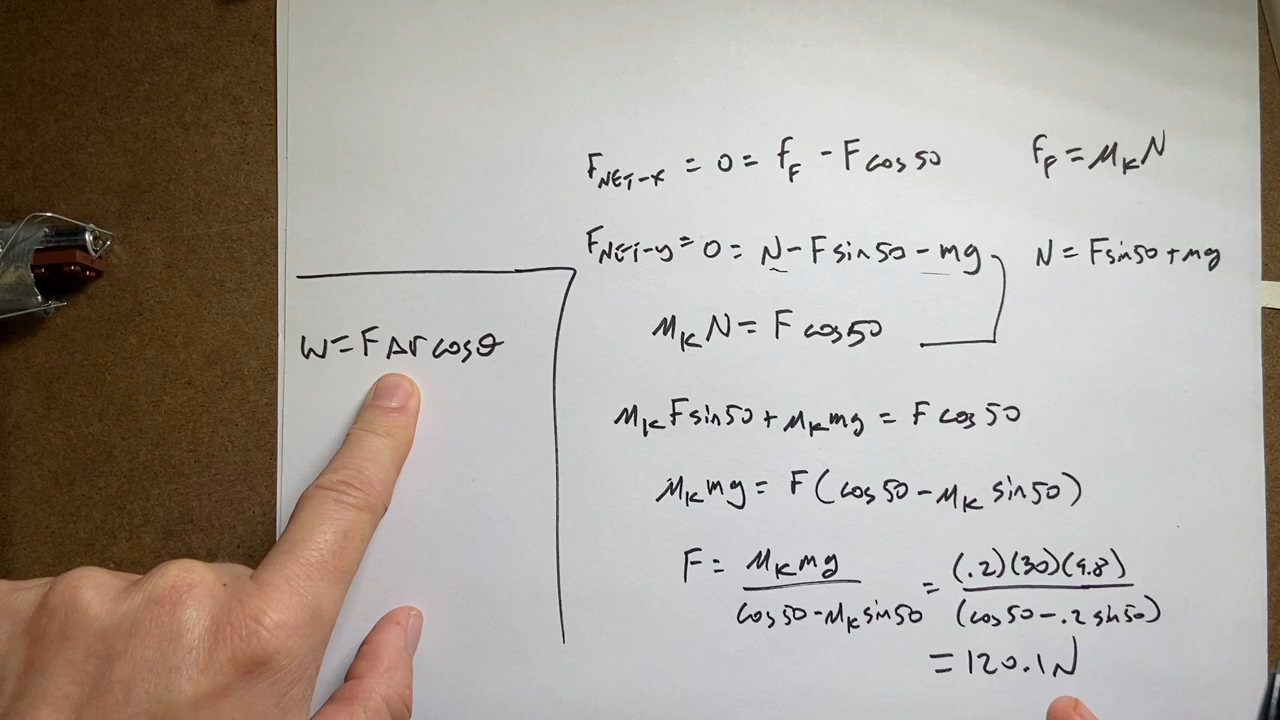 F_NET-x = 0 = f_F - F cos 50
f_F = μ_K N
F_NET-y = 0 = N - F sin 50 - mg
N = F sin 50 + mg
μ_K N = F cos 50
W = F Δr cos θ
μ_K F sin 50 + μ_K mg = F cos 50
μ_K mg = F (cos 50 - μ_K sin 50)
F = μ_K mg / cos 50 - μ_K sin 50 = (.2)(30)(9.8) / (cos 50 - .2 sin 50)
= 120.1 N